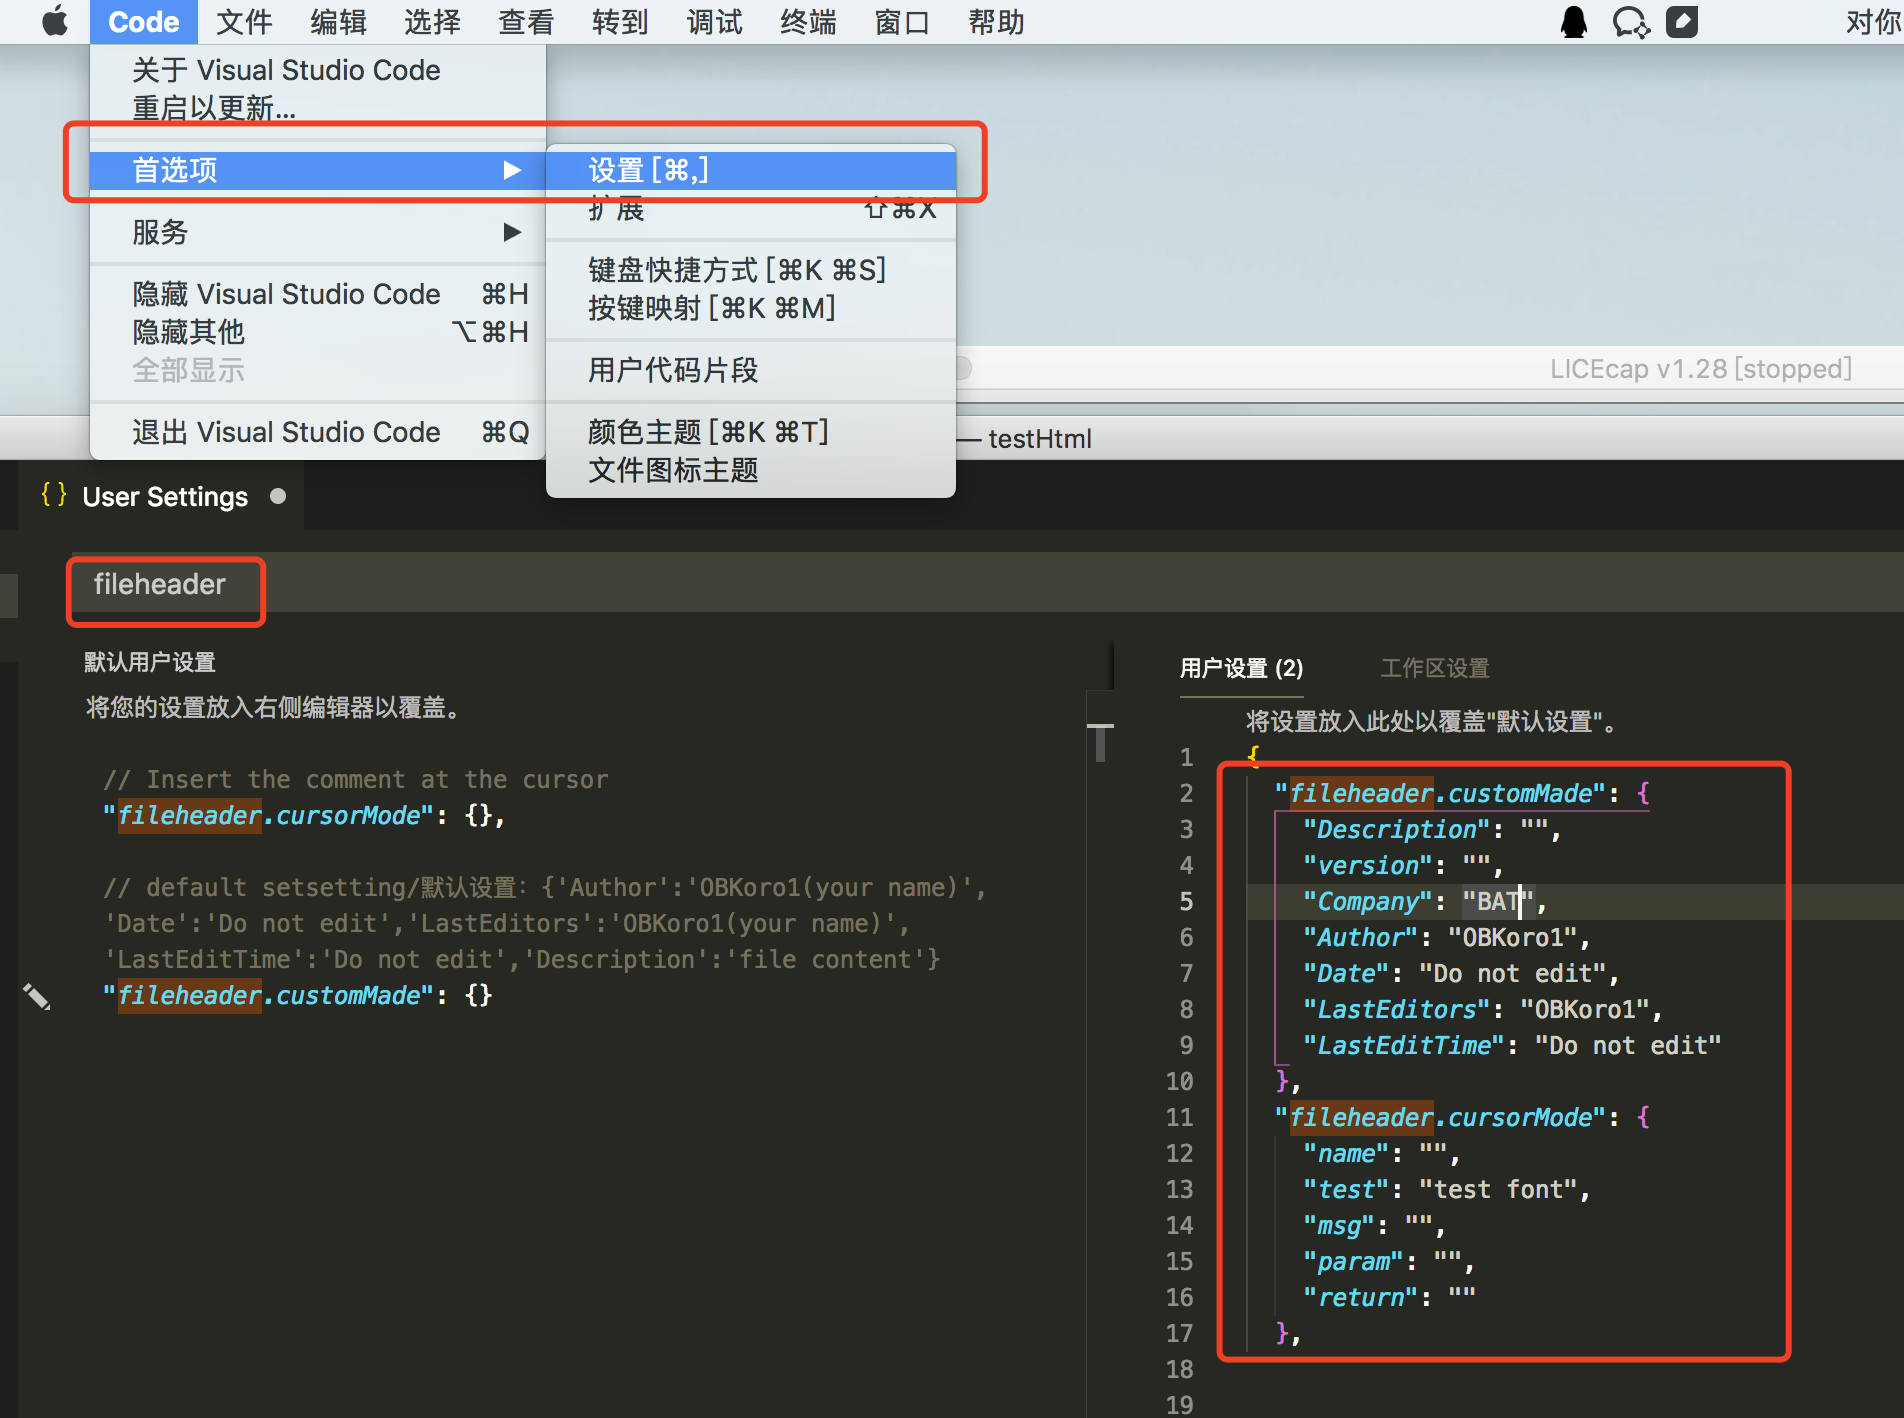 Code 文件 编辑 选择 查看 转到 调试 终端 窗口 帮助 对你
关于 Visual Studio Code
重启以更新...
首选项 ▶
服务 ▶
隐藏 Visual Studio Code ⌘H
隐藏其他 ⌥⌘H
全部显示
退出 Visual Studio Code ⌘Q
设置 [⌘,]
扩展 ⇧⌘X
键盘快捷方式 [⌘K ⌘S]
按键映射 [⌘K ⌘M]
用户代码片段
颜色主题 [⌘K ⌘T]
文件图标主题
LICEcap v1.28 [stopped]
— testHtml
{ } User Settings ●
fileheader
默认用户设置
将您的设置放入右侧编辑器以覆盖。
// Insert the comment at the cursor
"fileheader.cursorMode": {},
// default setsetting/默认设置: {'Author':'OBKoro1(your name)',
'Date':'Do not edit','LastEditors':'OBKoro1(your name)',
'LastEditTime':'Do not edit','Description':'file content'}
"fileheader.customMade": {}
用户设置 (2) 工作区设置
将设置放入此处以覆盖"默认设置"。
1 {
2 "fileheader.customMade": {
3 "Description": "",
4 "version": "",
5 "Company": "BAT",
6 "Author": "OBKoro1",
7 "Date": "Do not edit",
8 "LastEditors": "OBKoro1",
9 "LastEditTime": "Do not edit"
10 },
11 "fileheader.cursorMode": {
12 "name": "",
13 "test": "test font",
14 "msg": "",
15 "param": "",
16 "return": ""
17 },
18
19